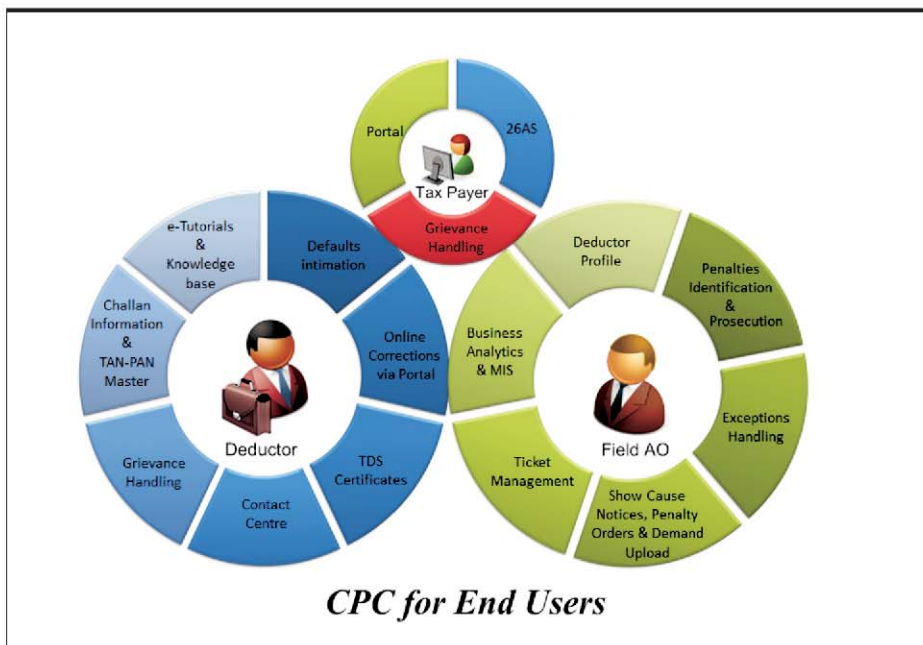 Portal
26AS
Tax Payer
Grievance
Handling
e-Tutorials
&
Knowledge
base
Defaults
intimation
Challan
Information
&
TAN-PAN
Master
Online
Corrections
via Portal
Deductor
Grievance
Handling
TDS
Certificates
Contact
Centre
Deductor
Profile
Penalties
Identification
&
Prosecution
Business
Analytics
& MIS
Exceptions
Handling
Field AO
Ticket
Management
Show Cause
Notices, Penalty
Orders & Demand
Upload
CPC for End Users